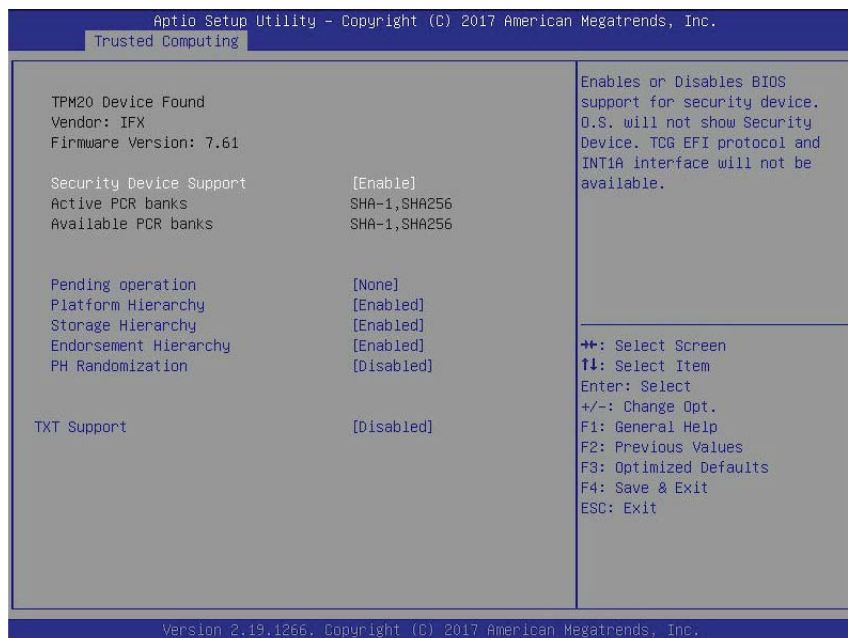 Aptio Setup Utility – Copyright (C) 2017 American Megatrends, Inc.
Trusted Computing
TPM20 Device Found
Vendor: IFX
Firmware Version: 7.61
Security Device Support [Enable]
Active PCR banks SHA-1,SHA256
Available PCR banks SHA-1,SHA256
Pending operation [None]
Platform Hierarchy [Enabled]
Storage Hierarchy [Enabled]
Endorsement Hierarchy [Enabled]
PH Randomization [Disabled]
TXT Support [Disabled]
Enables or Disables BIOS
support for security device.
O.S. will not show Security
Device. TCG EFI protocol and
INT1A interface will not be
available.
→←: Select Screen
↑↓: Select Item
Enter: Select
+/-: Change Opt.
F1: General Help
F2: Previous Values
F3: Optimized Defaults
F4: Save & Exit
ESC: Exit
Version 2.19.1266. Copyright (C) 2017 American Megatrends, Inc.